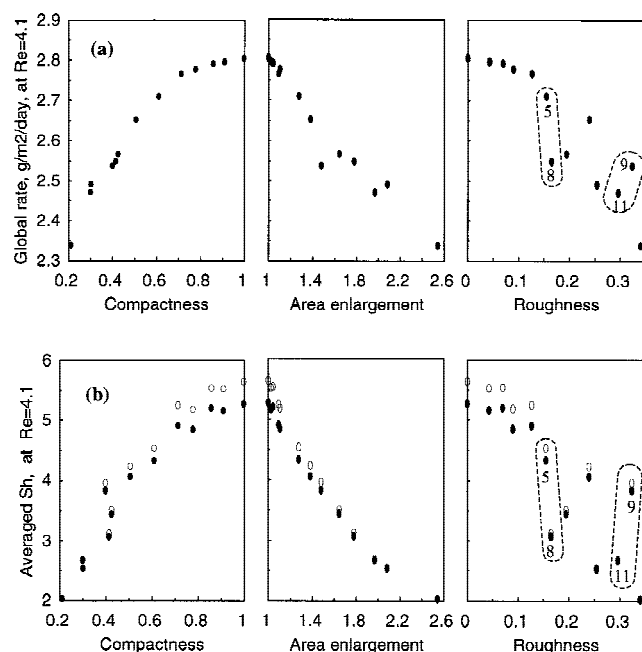 (a)
Global rate, g/m2/day, at Re=4.1
2.9
2.8
2.7
2.6
2.5
2.4
2.3
0.2 0.4 0.6 0.8 1
Compactness
1 1.4 1.8 2.2 2.6
Area enlargement
5
8
9
11
0 0.1 0.2 0.3
Roughness
(b)
Averaged Sh, at Re=4.1
6
5
4
3
2
0.2 0.4 0.6 0.8 1
Compactness
1 1.4 1.8 2.2 2.6
Area enlargement
5
8
9
11
0 0.1 0.2 0.3
Roughness